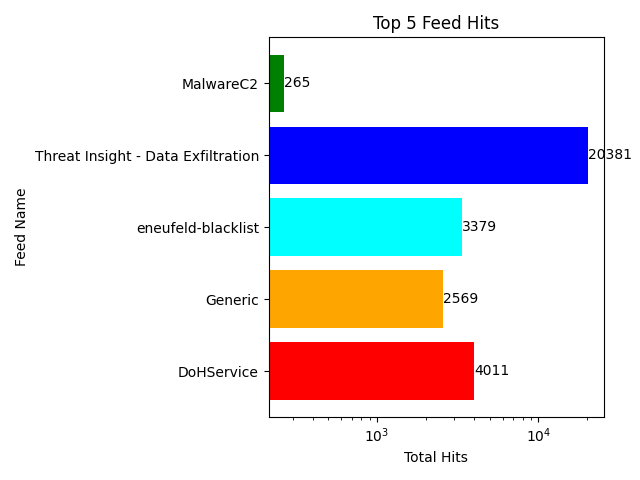 Top 5 Feed Hits
MalwareC2
265
Threat Insight - Data Exfiltration
20381
eneufeld-blacklist
3379
Generic
2569
DoHService
4011
10³
10⁴
Total Hits
Feed Name